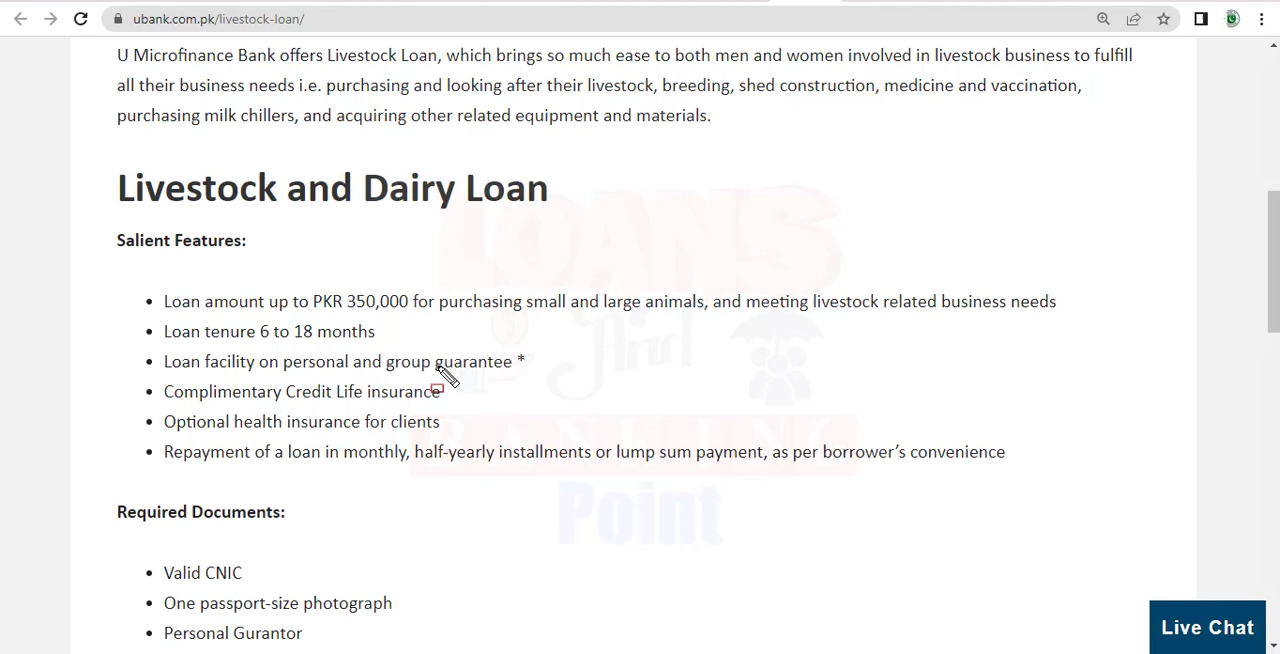 ubank.com.pk/livestock-loan/
U Microfinance Bank offers Livestock Loan, which brings so much ease to both men and women involved in livestock business to fulfill
all their business needs i.e. purchasing and looking after their livestock, breeding, shed construction, medicine and vaccination,
purchasing milk chillers, and acquiring other related equipment and materials.
Livestock and Dairy Loan
Salient Features:
• Loan amount up to PKR 350,000 for purchasing small and large animals, and meeting livestock related business needs
• Loan tenure 6 to 18 months
• Loan facility on personal and group guarantee *
• Complimentary Credit Life insurance
• Optional health insurance for clients
• Repayment of a loan in monthly, half-yearly installments or lump sum payment, as per borrower’s convenience
Required Documents:
• Valid CNIC
• One passport-size photograph
• Personal Gurantor
LOANS
And
BANKING
Point
Live Chat